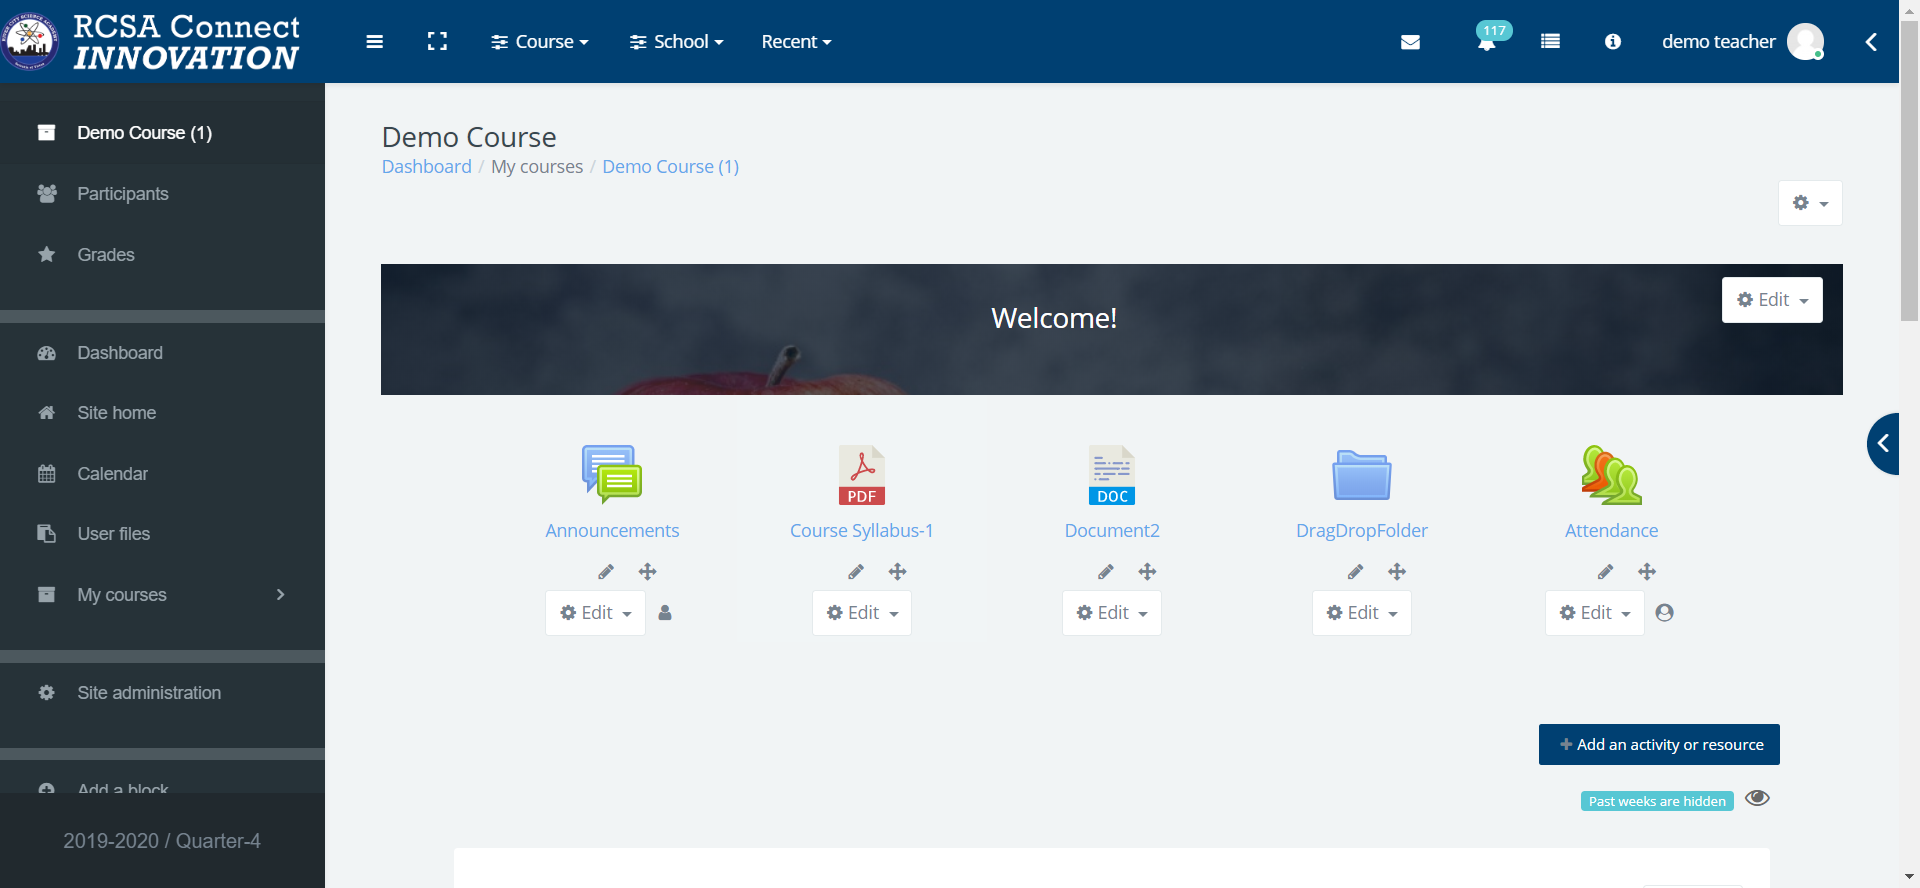 RCSA Connect
INNOVATION
Course
School
Recent
117
demo teacher
Demo Course (1)
Participants
Grades
Dashboard
Site home
Calendar
User files
My courses
Site administration
Add a block
2019-2020 / Quarter-4
Demo Course
Dashboard / My courses / Demo Course (1)
Welcome!
Edit
Announcements
Edit
PDF
Course Syllabus-1
Edit
DOC
Document2
Edit
DragDropFolder
Edit
Attendance
Edit
Add an activity or resource
Past weeks are hidden